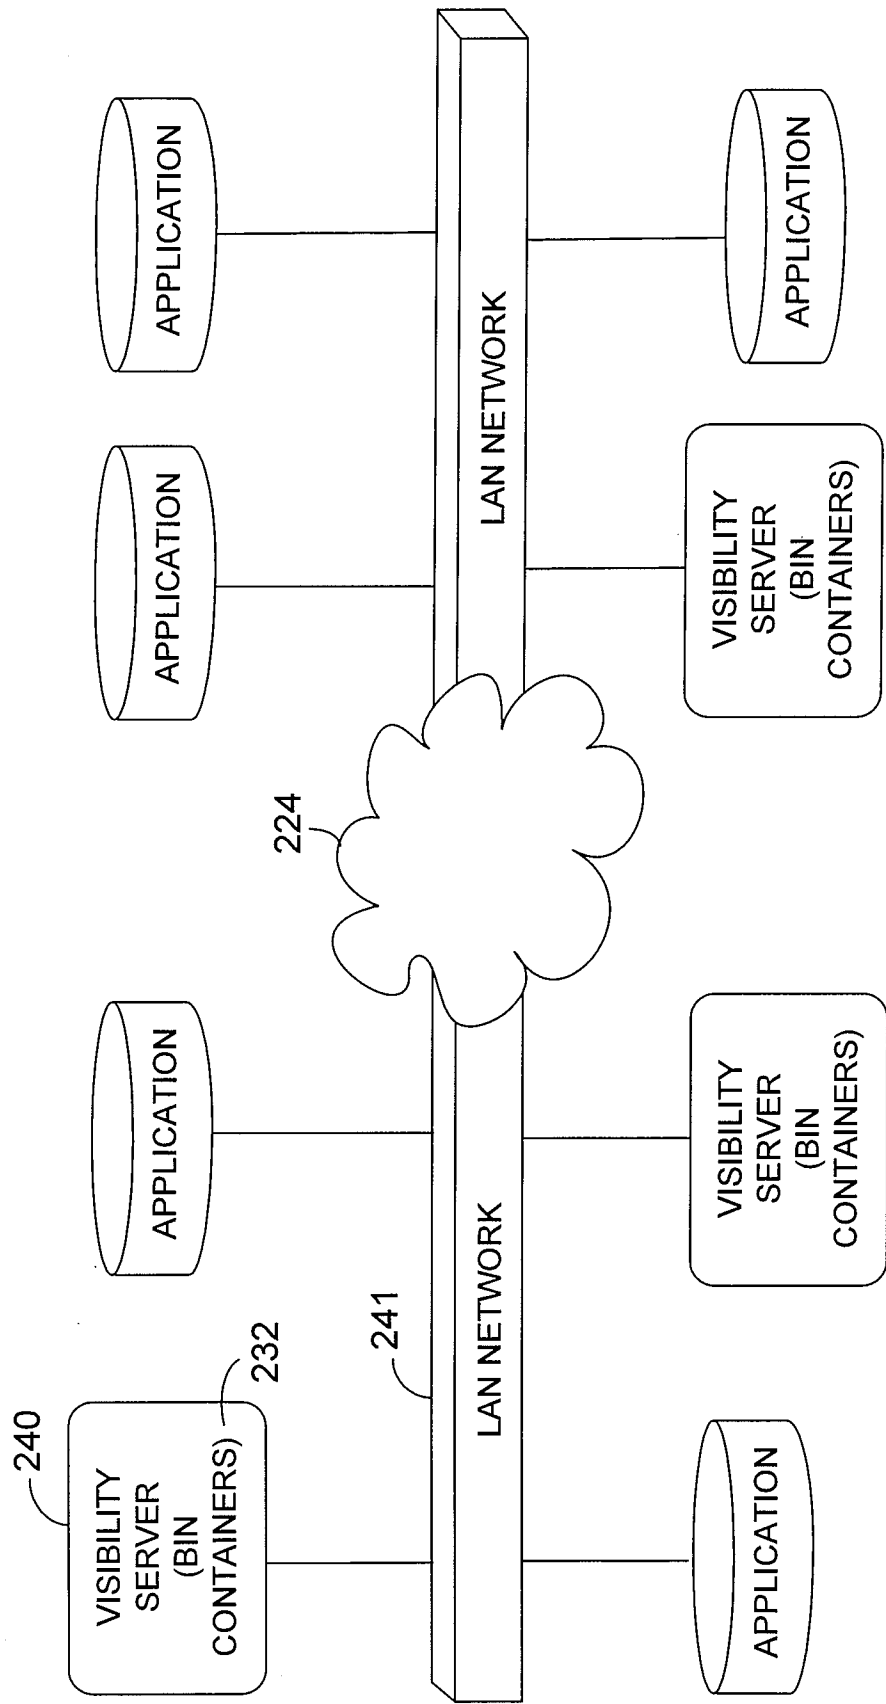 240
VISIBILITY
SERVER
(BIN
CONTAINERS)
232
APPLICATION
224
APPLICATION
APPLICATION
241
LAN NETWORK
LAN NETWORK
APPLICATION
VISIBILITY
SERVER
(BIN
CONTAINERS)
VISIBILITY
SERVER
(BIN
CONTAINERS)
APPLICATION